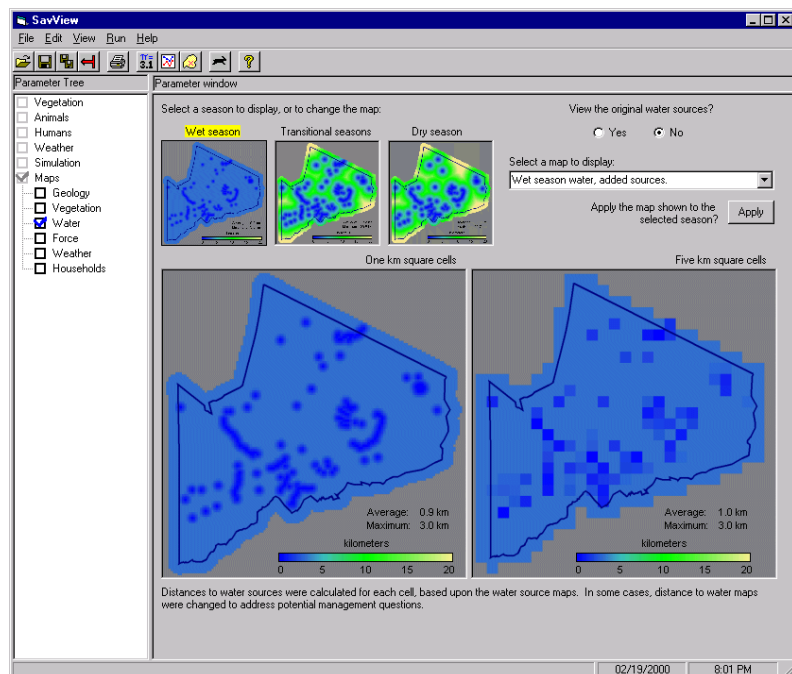 SavView
File Edit View Run Help
Parameter Tree
Parameter window
Vegetation
Animals
Humans
Weather
Simulation
Maps
Geology
Vegetation
Water
Force
Weather
Households
Select a season to display, or to change the map:
Wet season
Transitional seasons
Dry season
View the original water sources?
Yes
No
Select a map to display:
Wet season water, added sources.
Apply the map shown to the
selected season?
Apply
One km square cells
Average: 0.9 km
Maximum: 3.0 km
kilometers
0 5 10 15 20
Five km square cells
Average: 1.0 km
Maximum: 3.0 km
kilometers
0 5 10 15 20
Distances to water sources were calculated for each cell, based upon the water source maps. In some cases, distance to water maps
were changed to address potential management questions.
02/19/2000
8:01 PM